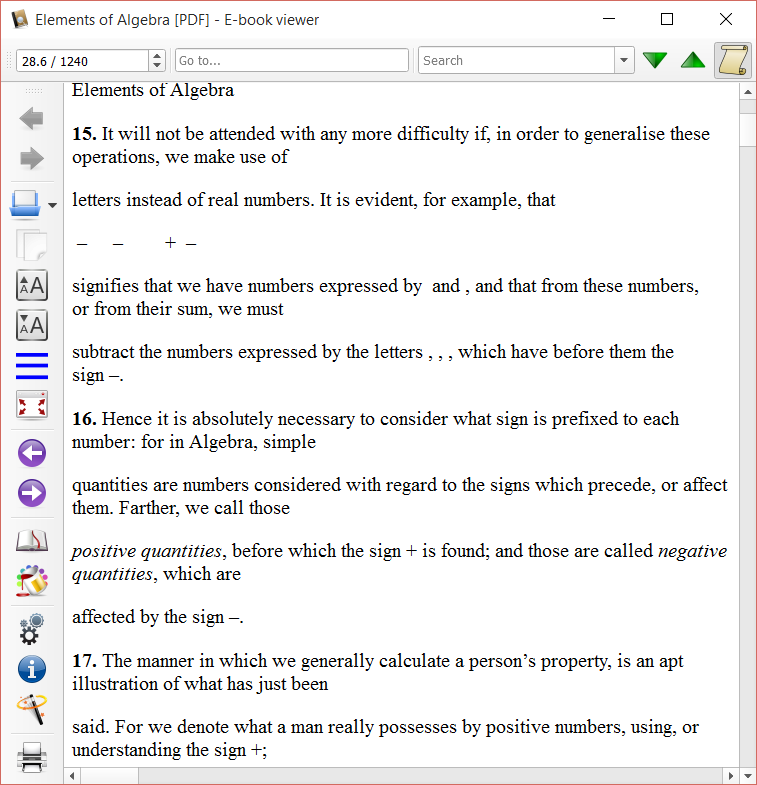 Elements of Algebra [PDF] - E-book viewer
28.6 / 1240
Go to...
Search
Elements of Algebra
15. It will not be attended with any more difficulty if, in order to generalise these
operations, we make use of
letters instead of real numbers. It is evident, for example, that
– – + –
signifies that we have numbers expressed by and , and that from these numbers,
or from their sum, we must
subtract the numbers expressed by the letters , , , which have before them the
sign –.
16. Hence it is absolutely necessary to consider what sign is prefixed to each
number: for in Algebra, simple
quantities are numbers considered with regard to the signs which precede, or affect
them. Farther, we call those
positive quantities, before which the sign + is found; and those are called negative
quantities, which are
affected by the sign –.
17. The manner in which we generally calculate a person’s property, is an apt
illustration of what has just been
said. For we denote what a man really possesses by positive numbers, using, or
understanding the sign +;